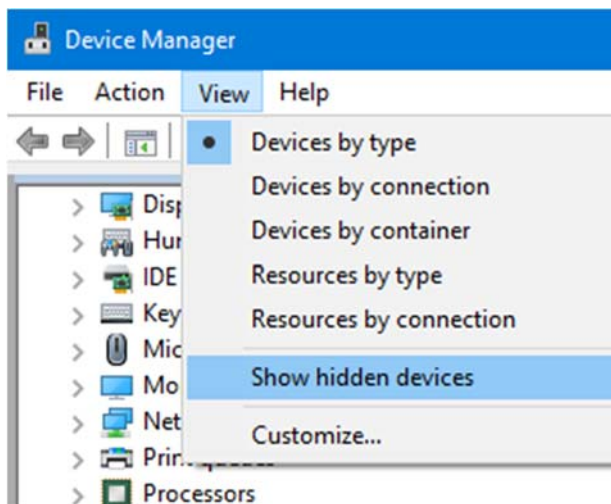 Device Manager
File Action View Help
Devices by type
Devices by connection
Devices by container
Resources by type
Resources by connection
Show hidden devices
Customize...
IDE
Processors